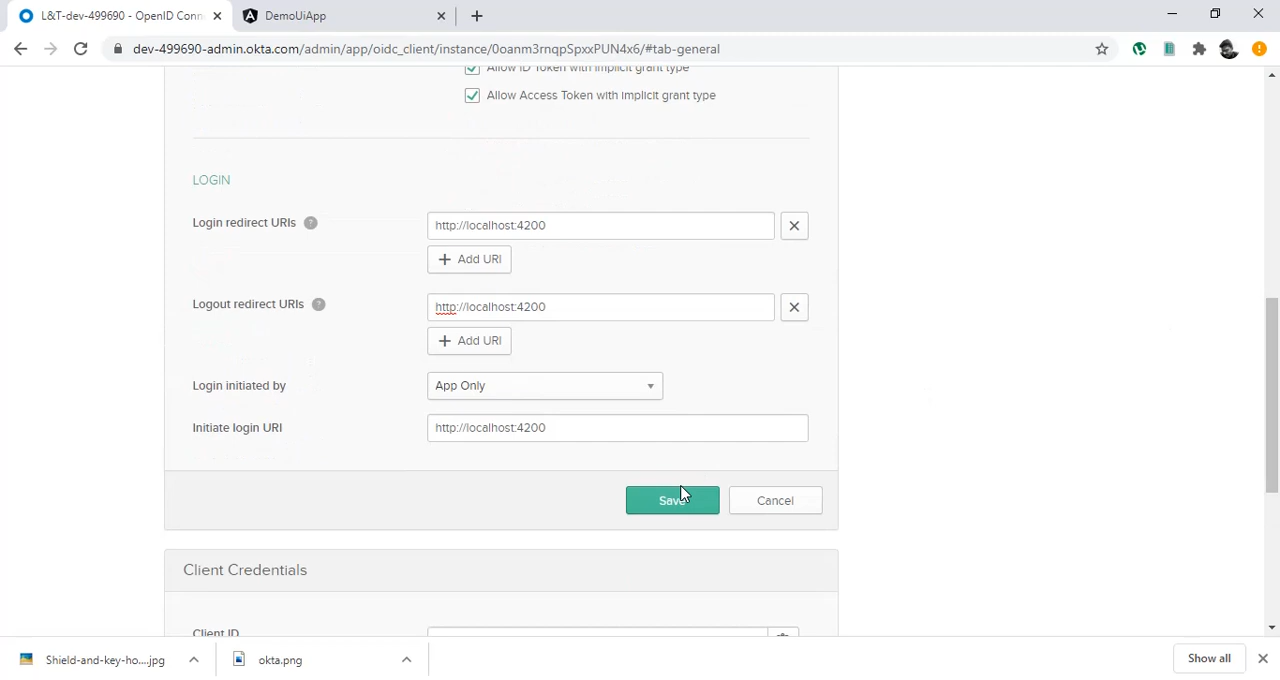 L&T-dev-499690 - OpenID Conn
DemoUiApp
dev-499690-admin.okta.com/admin/app/oidc_client/instance/0oanm3rnqpSpxxPUN4x6/#tab-general
Allow ID Token with implicit grant type
Allow Access Token with implicit grant type
LOGIN
Login redirect URIs ?
http://localhost:4200
+ Add URI
Logout redirect URIs ?
http://localhost:4200
+ Add URI
Login initiated by
App Only
Initiate login URI
http://localhost:4200
Save
Cancel
Client Credentials
Client ID
Shield-and-key-ho....jpg
okta.png
Show all